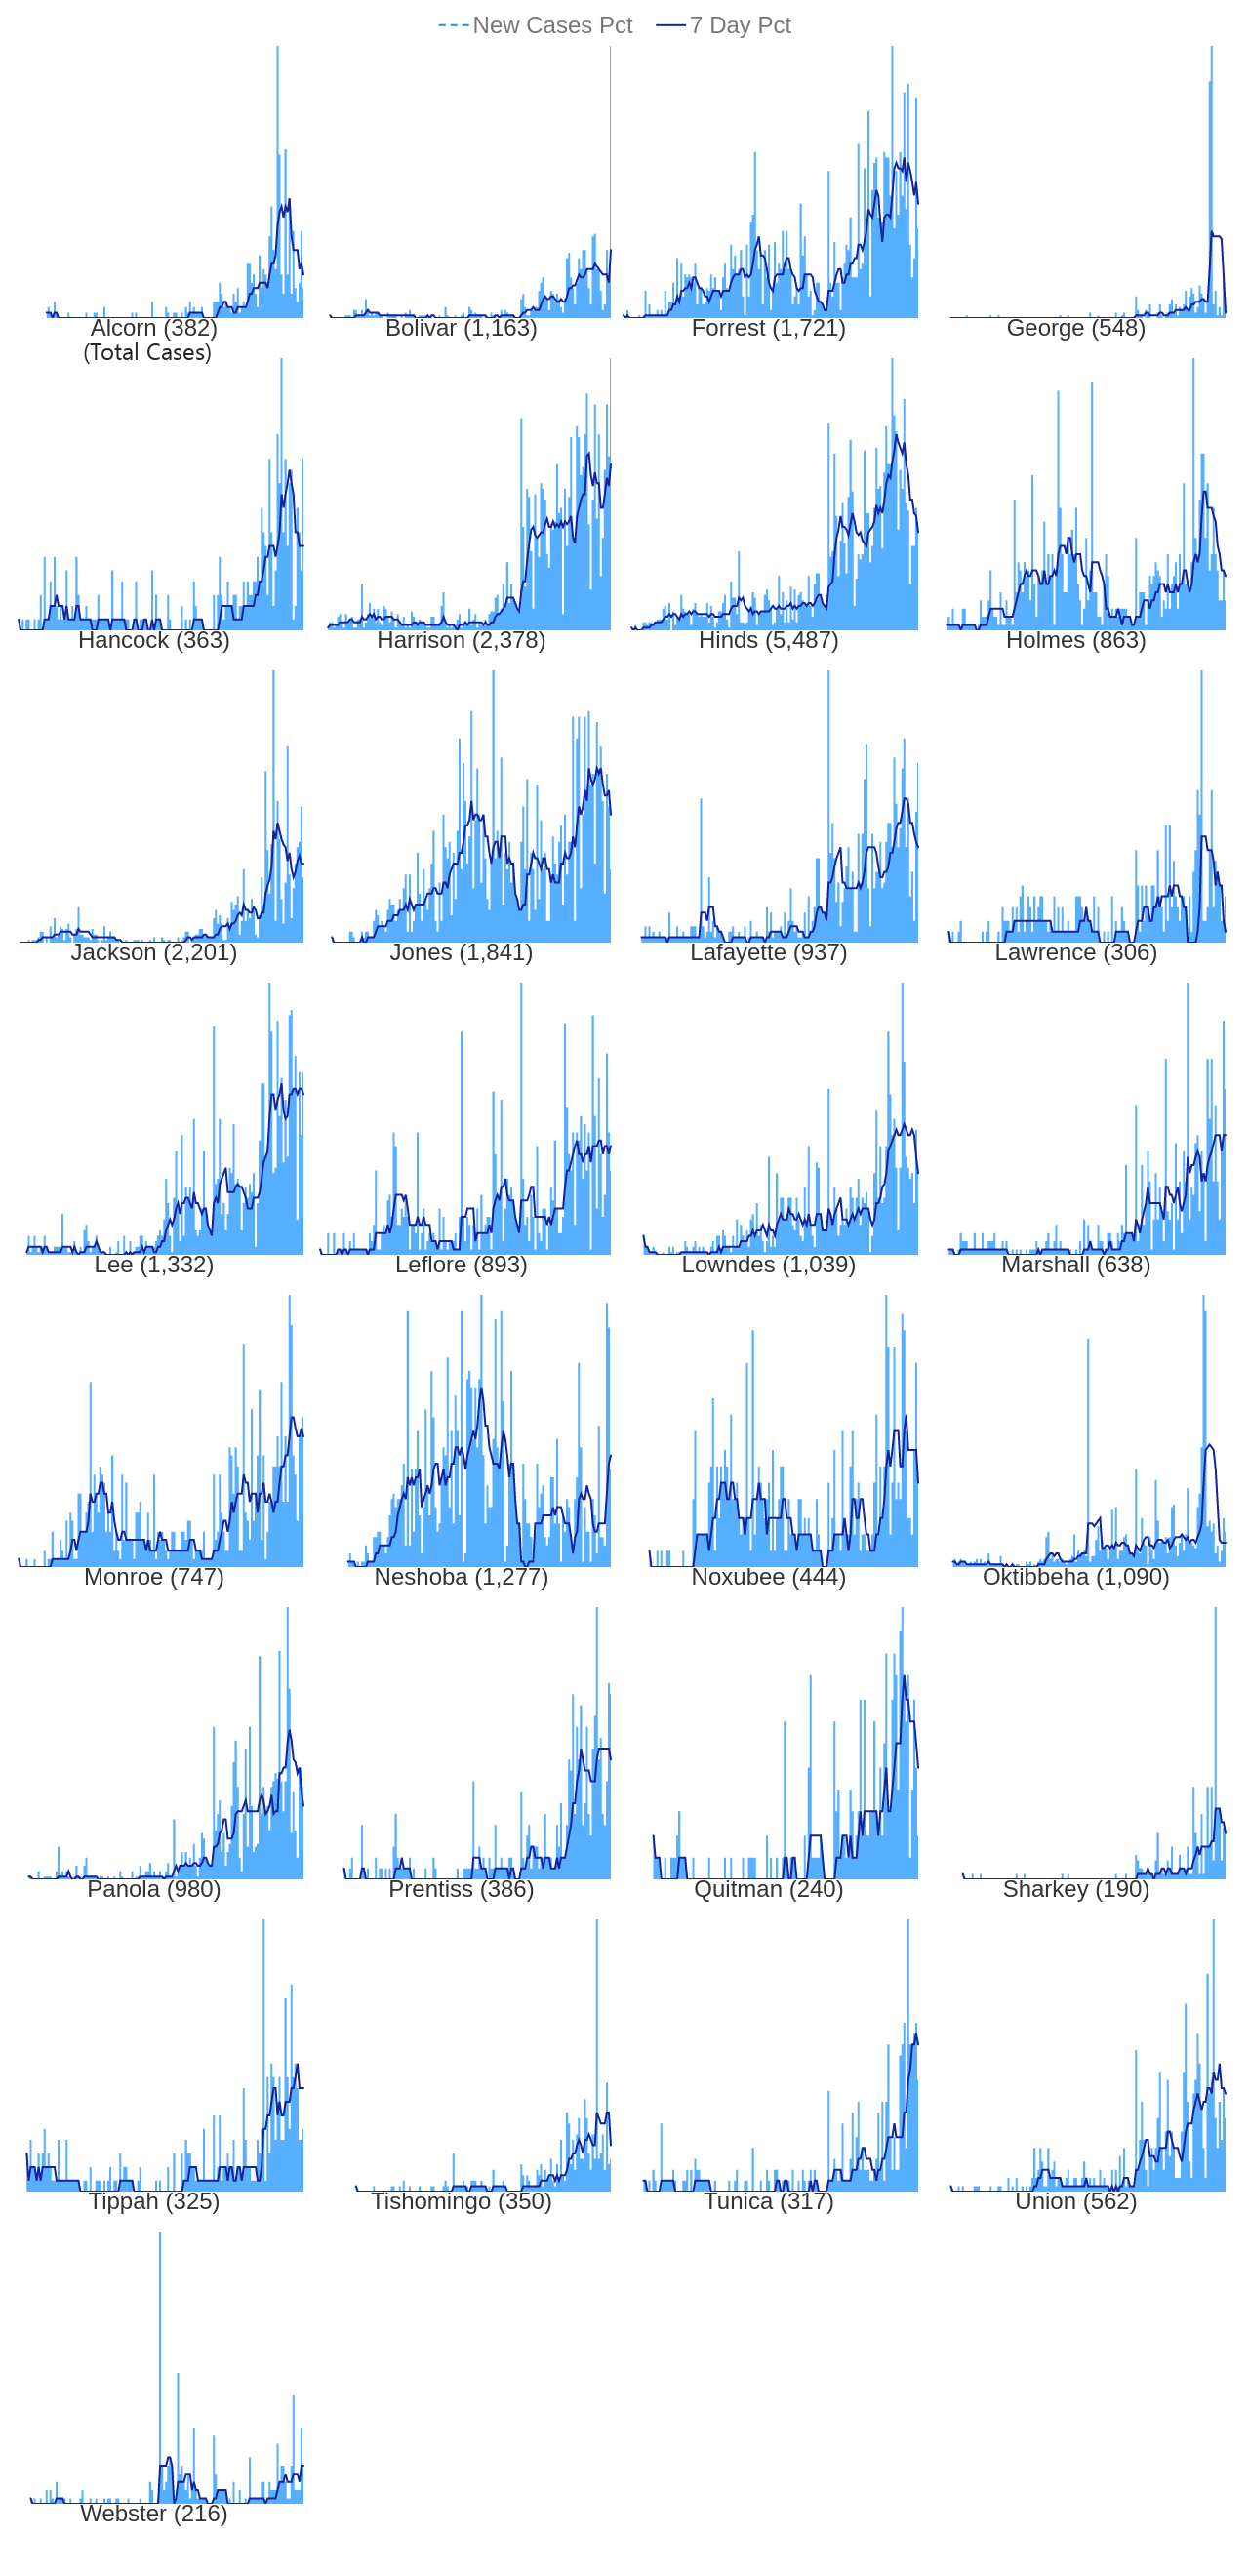 New Cases Pct 7 Day Pct
Alcorn (382) Bolivar (1,163) Forrest (1,721) George (548)
(Total Cases)
Hancock (363) Harrison (2,378) Hinds (5,487) Holmes (863)
Jackson (2,201) Jones (1,841) Lafayette (937) Lawrence (306)
Lee (1,332) Leflore (893) Lowndes (1,039) Marshall (638)
Monroe (747) Neshoba (1,277) Noxubee (444) Oktibbeha (1,090)
Panola (980) Prentiss (386) Quitman (240) Sharkey (190)
Tippah (325) Tishomingo (350) Tunica (317) Union (562)
Webster (216)